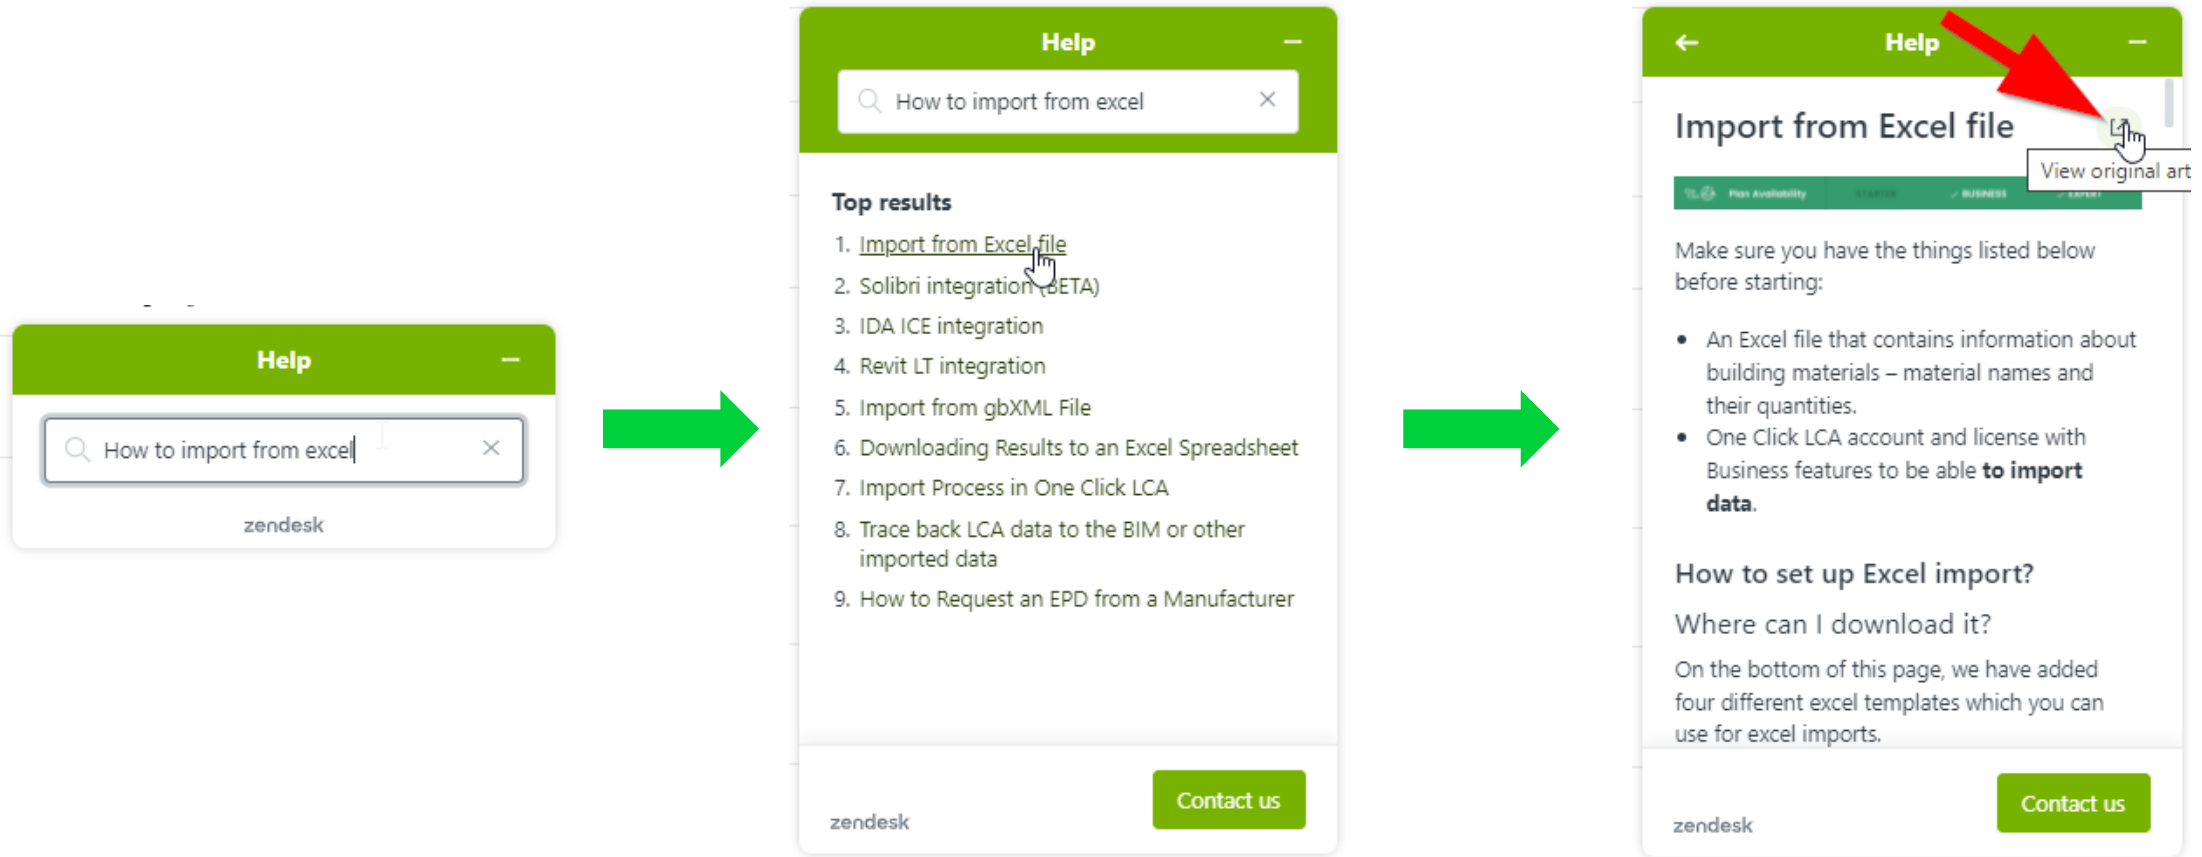 Help
How to import from excel
zendesk
Help
How to import from excel
Top results
1. Import from Excel file
2. Solibri integration (BETA)
3. IDA ICE integration
4. Revit LT integration
5. Import from gbXML File
6. Downloading Results to an Excel Spreadsheet
7. Import Process in One Click LCA
8. Trace back LCA data to the BIM or other
imported data
9. How to Request an EPD from a Manufacturer
zendesk
Contact us
Help
Import from Excel file
View original art
Plan Availability STARTER BUSINESS EXPERT
Make sure you have the things listed below
before starting:
• An Excel file that contains information about
building materials – material names and
their quantities.
• One Click LCA account and license with
Business features to be able to import
data.
How to set up Excel import?
Where can I download it?
On the bottom of this page, we have added
four different excel templates which you can
use for excel imports.
zendesk
Contact us